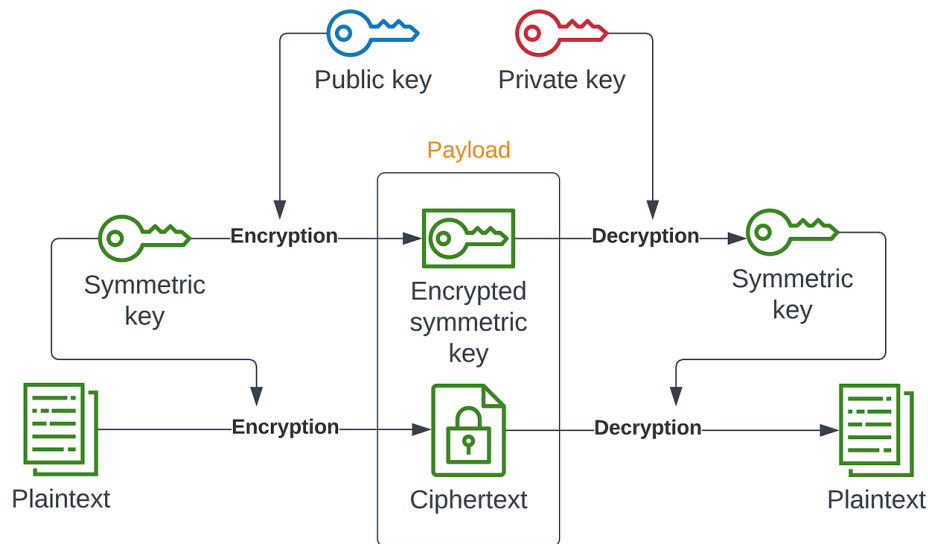 Public key
Private key
Payload
Encryption
Decryption
Symmetric
key
Encrypted
symmetric
key
Symmetric
key
Encryption
Decryption
Plaintext
Ciphertext
Plaintext